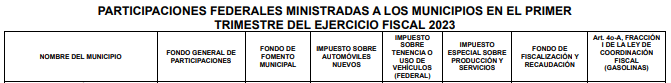 PARTICIPACIONES FEDERALES MINISTRADAS A LOS MUNICIPIOS EN EL PRIMER
TRIMESTRE DEL EJERCICIO FISCAL 2023
NOMBRE DEL MUNICIPIO
FONDO GENERAL DE
PARTICIPACIONES
FONDO DE
FOMENTO
MUNICIPAL
IMPUESTO SOBRE
AUTOMÓVILES
NUEVOS
IMPUESTO
SOBRE
TENENCIA O
USO DE
VEHÍCULOS
(FEDERAL)
IMPUESTO
ESPECIAL SOBRE
PRODUCCIÓN Y
SERVICIOS
FONDO DE
FISCALIZACIÓN Y
RECAUDACIÓN
Art. 4o-A, FRACCIÓN
I DE LA LEY DE
COORDINACIÓN
FISCAL
(GASOLINAS)